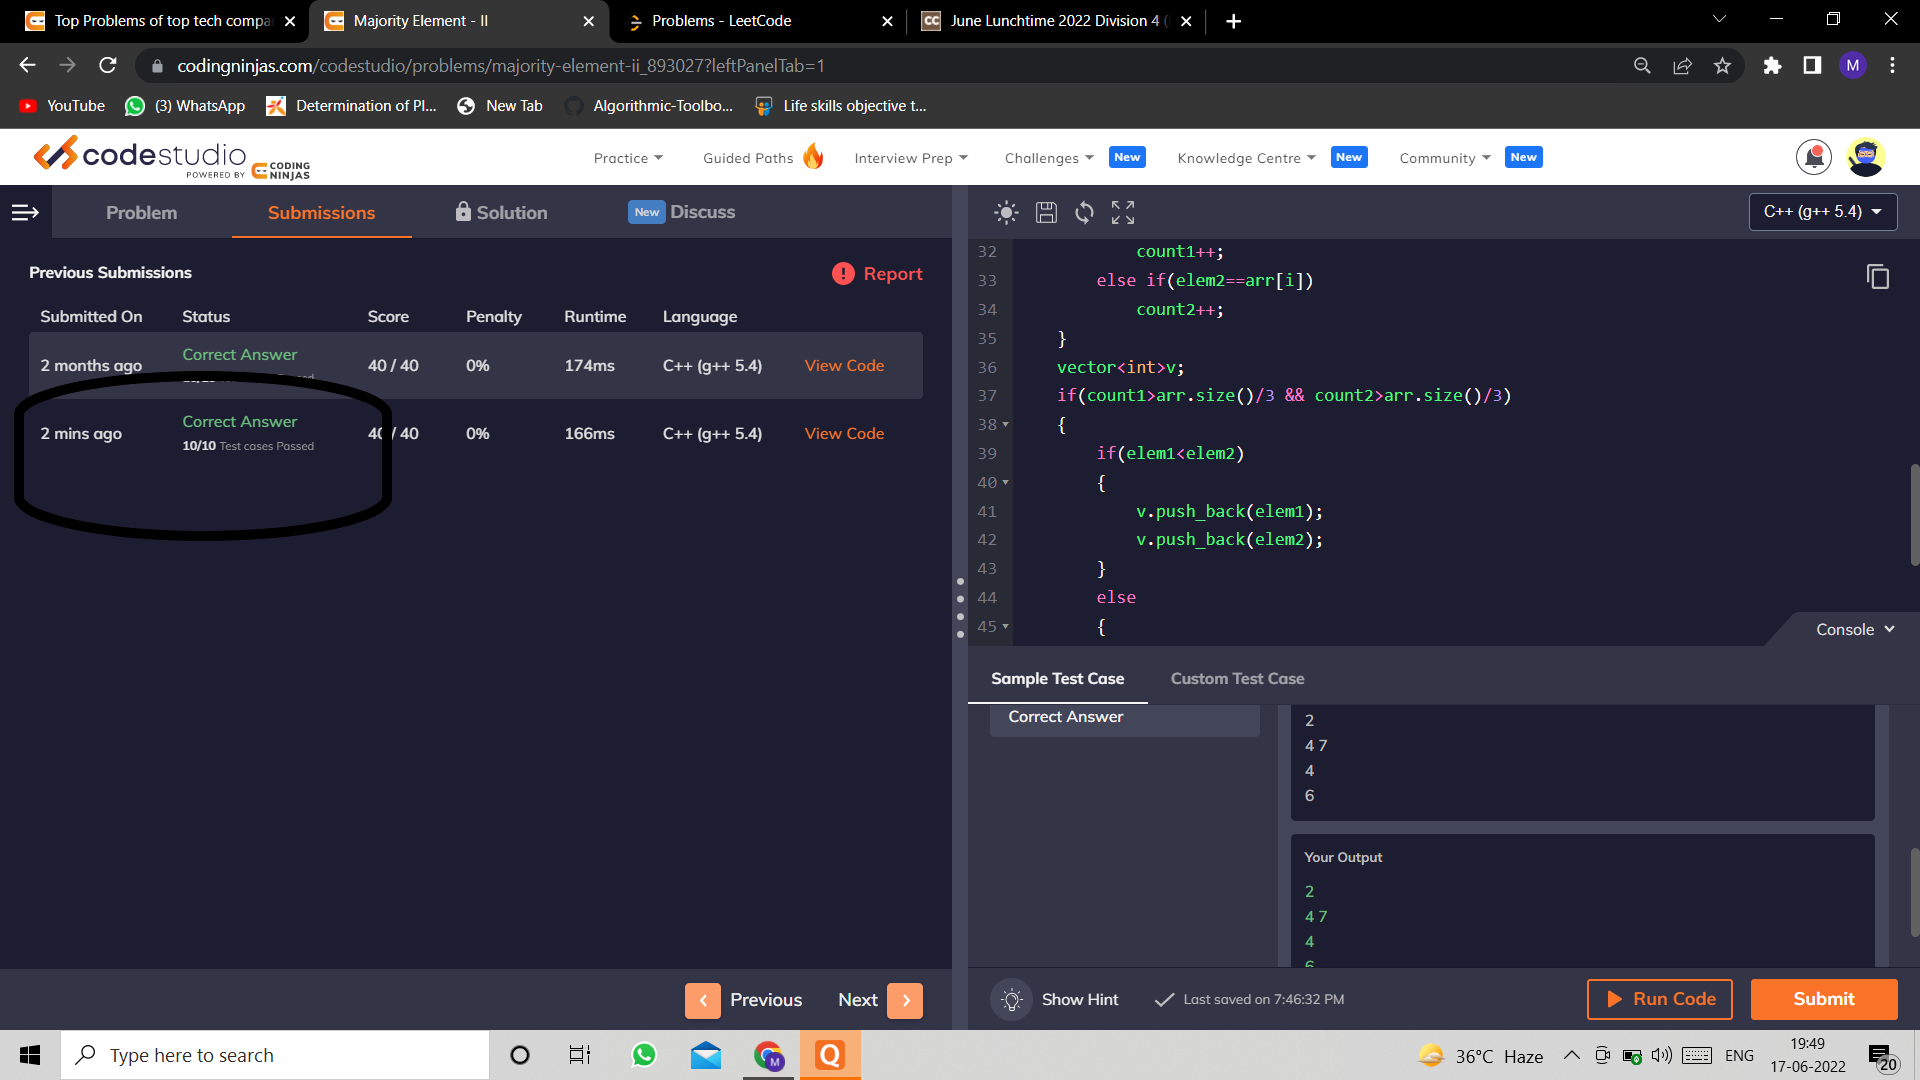 Top Problems of top tech compa
Majority Element - II
Problems - LeetCode
June Lunchtime 2022 Division 4 (
codingninjas.com/codestudio/problems/majority-element-ii_893027?leftPanelTab=1
M
YouTube
(3) WhatsApp
Determination of Pl...
New Tab
Algorithmic-Toolbo...
Life skills objective t...
codestudio
POWERED BY CODING NINJAS
Practice
Guided Paths
Interview Prep
Challenges New
Knowledge Centre New
Community New
Problem
Submissions
Solution
New Discuss
C++ (g++ 5.4)
Previous Submissions
Report
Submitted On Status Score Penalty Runtime Language
2 months ago Correct Answer 40 / 40 0% 174ms C++ (g++ 5.4) View Code
2 mins ago Correct Answer 40 / 40 0% 166ms C++ (g++ 5.4) View Code
10/10 Test cases Passed
32 count1++;
33 else if(elem2==arr[i])
34 count2++;
35 }
36 vector<int>v;
37 if(count1>arr.size()/3 && count2>arr.size()/3)
38 {
39 if(elem1<elem2)
40 {
41 v.push_back(elem1);
42 v.push_back(elem2);
43 }
44 else
45 {
Console
Sample Test Case
Custom Test Case
Correct Answer
2
4 7
4
6
Your Output
2
4 7
4
6
Previous
Next
Show Hint
Last saved on 7:46:32 PM
Run Code
Submit
Type here to search
M
Q
36°C Haze
ENG
19:49
17-06-2022
20